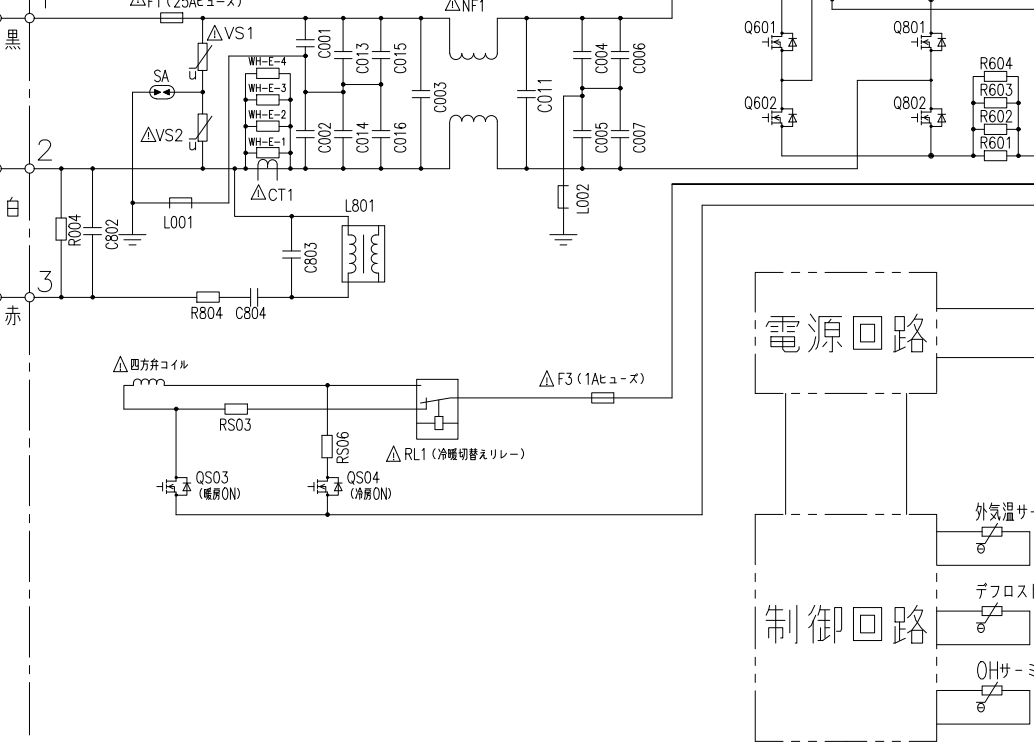 F1 (25Aヒューズ)
NF1
黒
VS1
C001
C013
C015
C004
C006
Q601
Q801
SA
WH-E-4
WH-E-3
WH-E-2
WH-E-1
C003
C011
R604
R603
R602
R601
Q602
Q802
VS2
C002
C014
C016
C005
C007
2
CT1
白
L001
L002
L801
R004
C802
C803
3
赤
R804
C804
電源回路
四方弁コイル
F3 (1Aヒューズ)
RS03
RS06
RL1 (冷暖切替えリレー)
QS03
(暖房ON)
QS04
(冷房ON)
外気温サー
θ
デフロスト
制御回路
θ
OHサーミ
θ